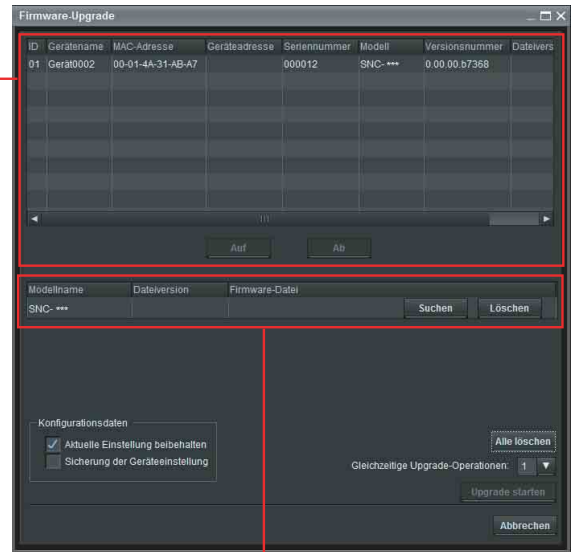 Firmware-Upgrade
ID Gerätename MAC-Adresse Geräteadresse Seriennummer Modell Versionsnummer Dateivers
01 Gerät0002 00-01-4A-31-AB-A7 000012 SNC- *** 0.00.00.b7368
Auf Ab
Modellname Dateiversion Firmware-Datei
SNC- *** Suchen Löschen
Konfigurationsdaten
Aktuelle Einstellung beibehalten
Sicherung der Geräteeinstellung
Alle löschen
Gleichzeitige Upgrade-Operationen: 1
Upgrade starten
Abbrechen